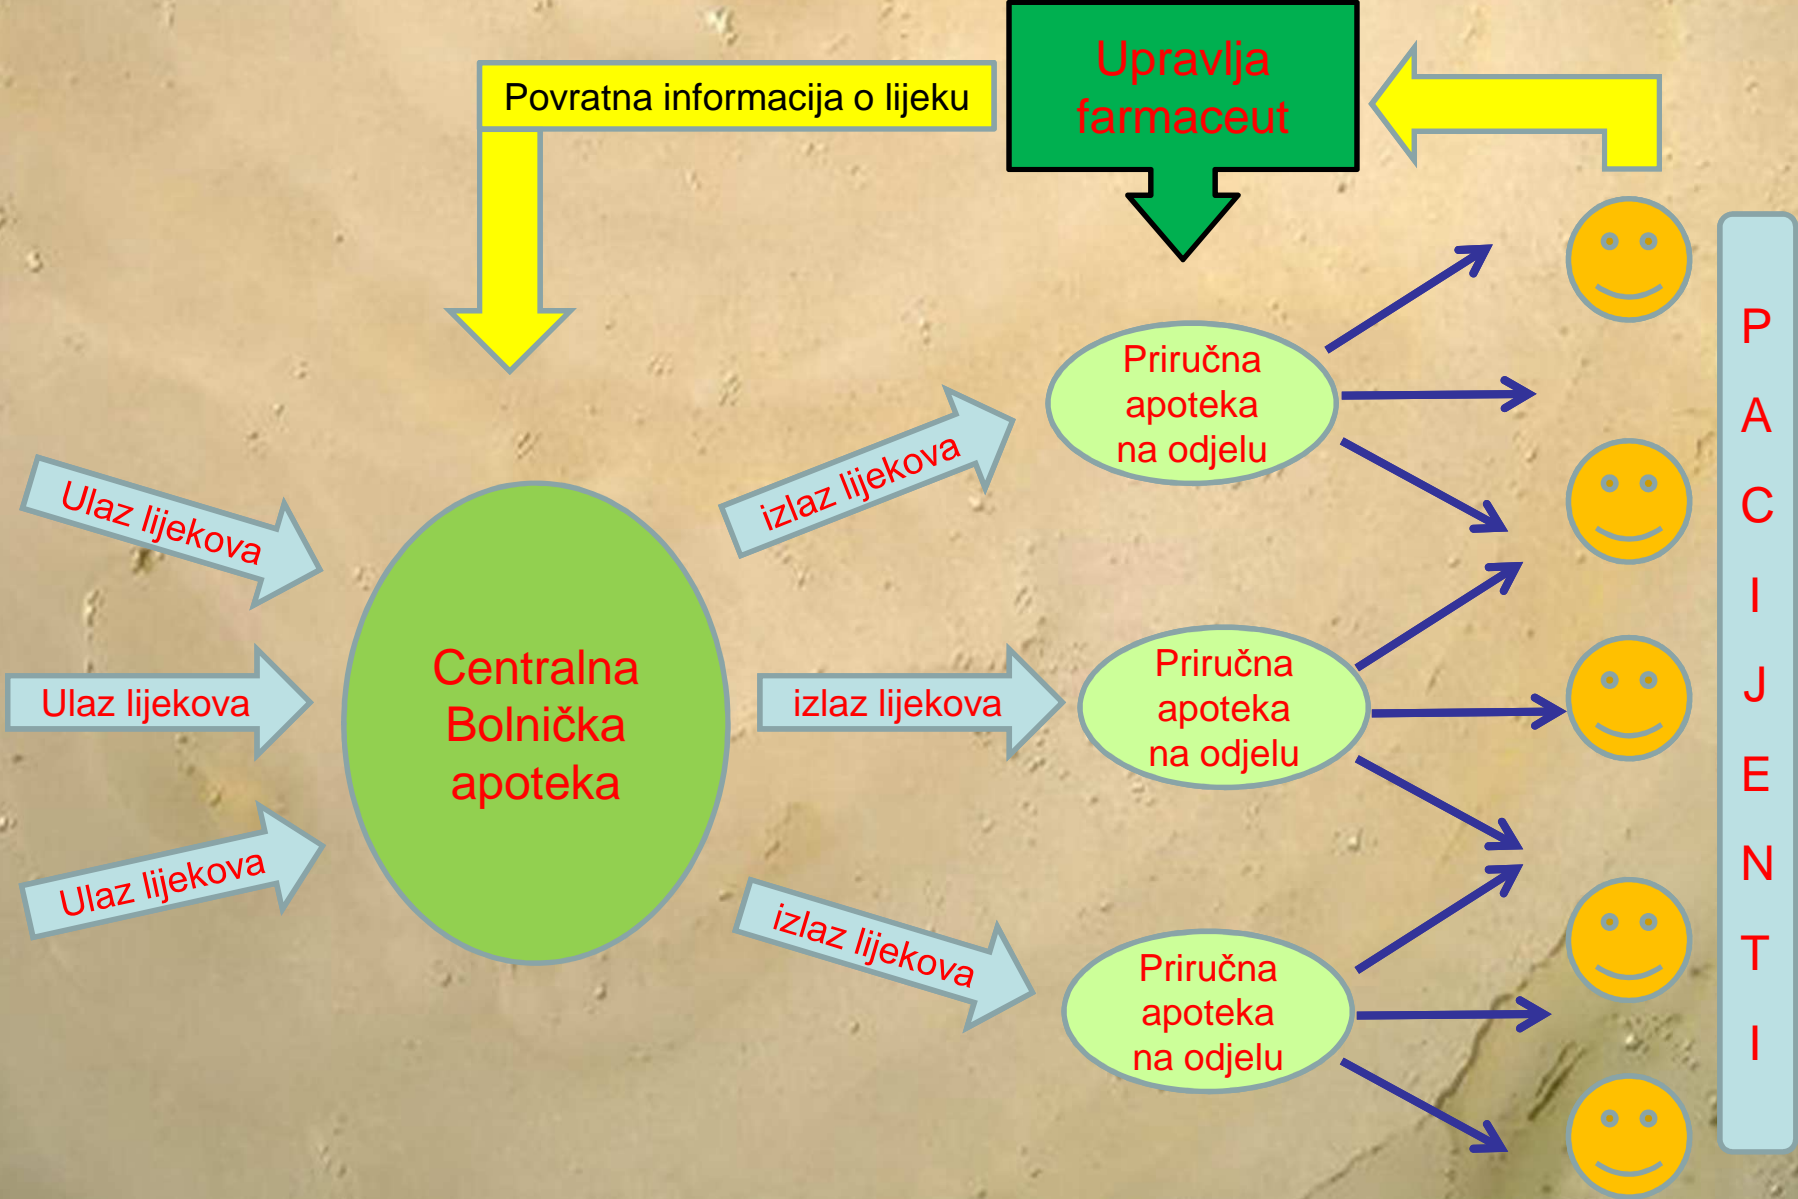 Upravlja
farmaceut
Povratna informacija o lijeku
Ulaz lijekova
Ulaz lijekova
Ulaz lijekova
Centralna
Bolnička
apoteka
izlaz lijekova
izlaz lijekova
izlaz lijekova
Priručna
apoteka
na odjelu
Priručna
apoteka
na odjelu
Priručna
apoteka
na odjelu
P
A
C
I
J
E
N
T
I